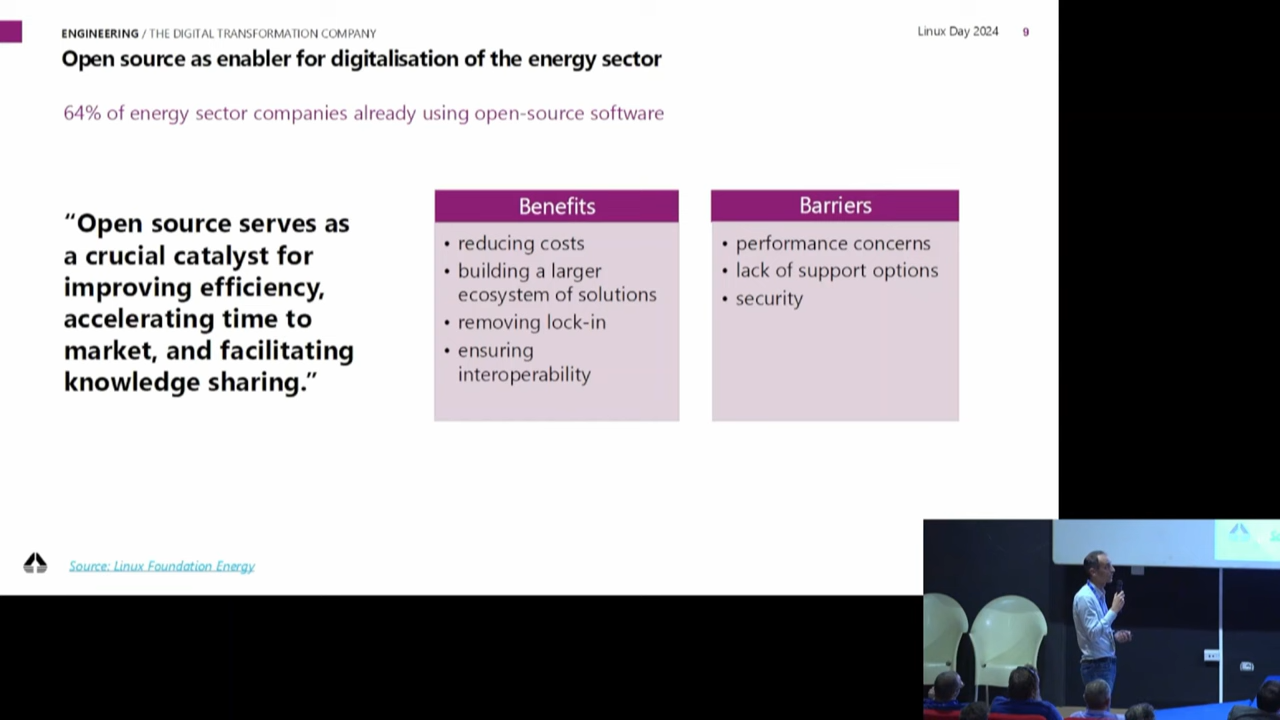 ENGINEERING / THE DIGITAL TRANSFORMATION COMPANY
Linux Day 2024 9
Open source as enabler for digitalisation of the energy sector
64% of energy sector companies already using open-source software
“Open source serves as
a crucial catalyst for
improving efficiency,
accelerating time to
market, and facilitating
knowledge sharing.”
Benefits
• reducing costs
• building a larger
ecosystem of solutions
• removing lock-in
• ensuring
interoperability
Barriers
• performance concerns
• lack of support options
• security
Source: Linux Foundation Energy